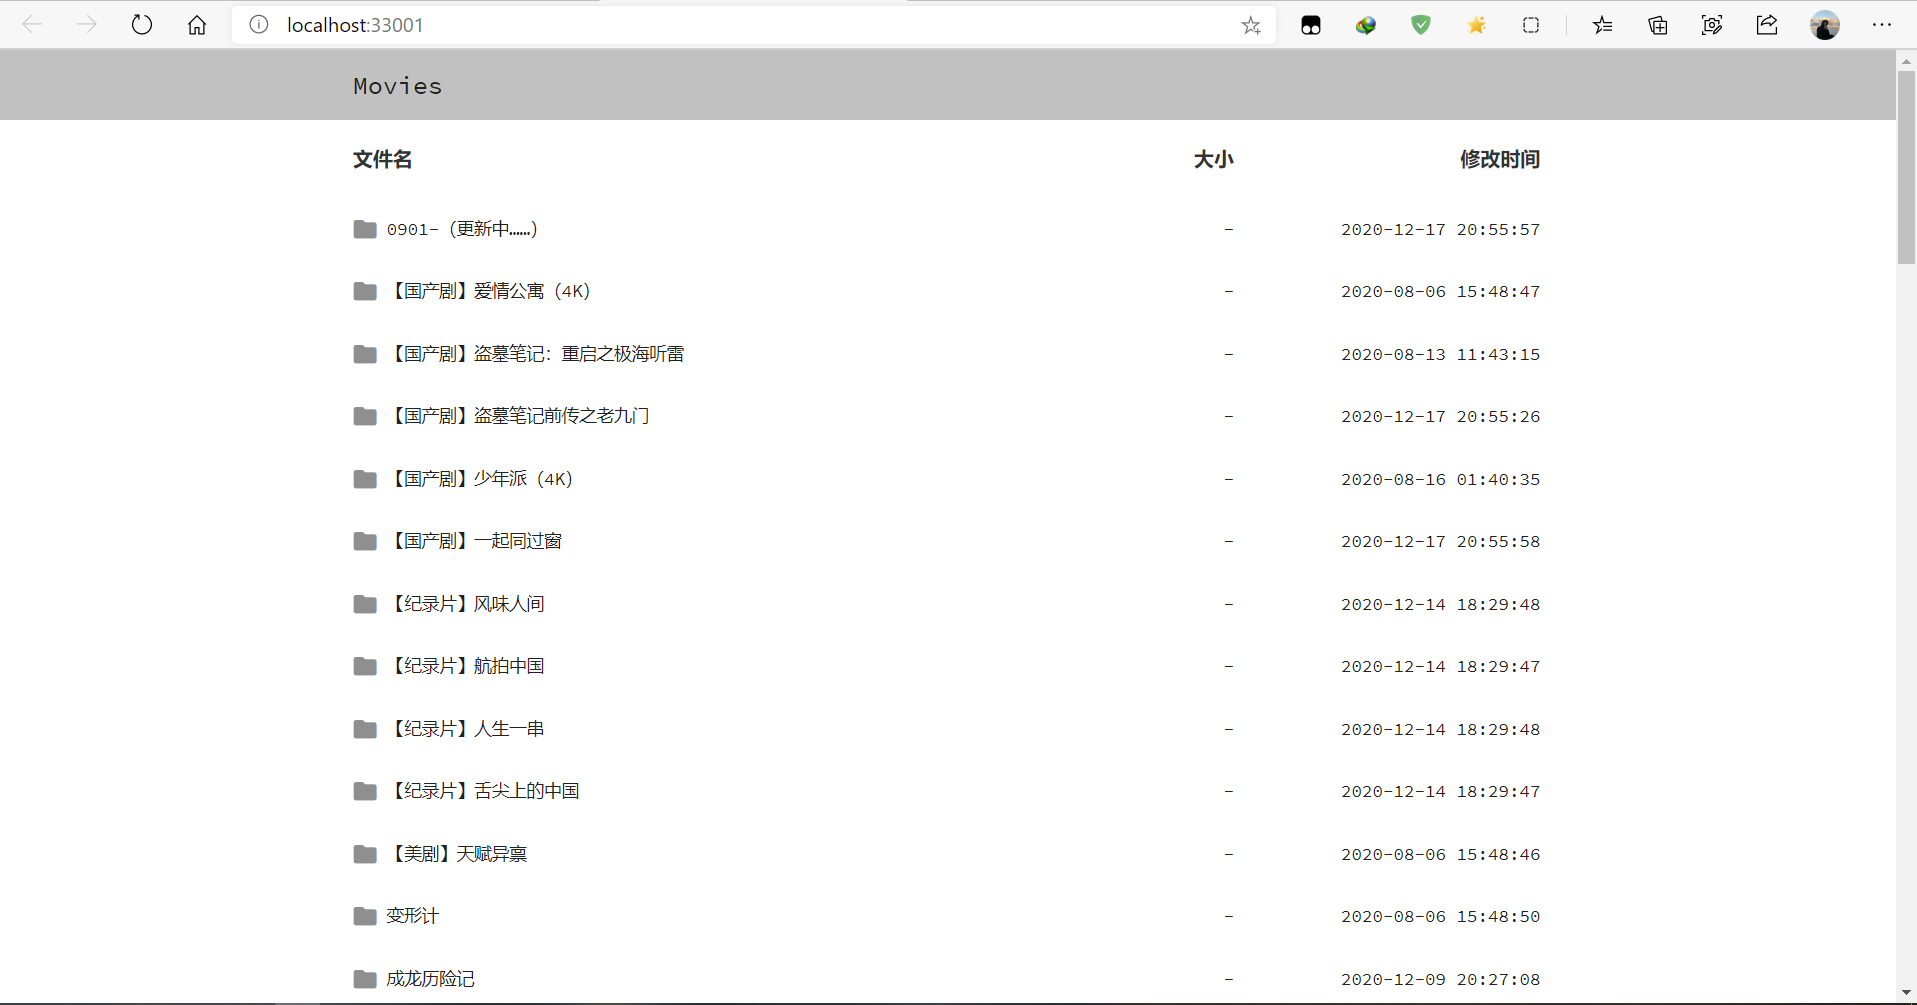 localhost:33001
Movies
文件名 大小 修改时间
0901-（更新中……） - 2020-12-17 20:55:57
【国产剧】爱情公寓（4K） - 2020-08-06 15:48:47
【国产剧】盗墓笔记：重启之极海听雷 - 2020-08-13 11:43:15
【国产剧】盗墓笔记前传之老九门 - 2020-12-17 20:55:26
【国产剧】少年派（4K） - 2020-08-16 01:40:35
【国产剧】一起同过窗 - 2020-12-17 20:55:58
【纪录片】风味人间 - 2020-12-14 18:29:48
【纪录片】航拍中国 - 2020-12-14 18:29:47
【纪录片】人生一串 - 2020-12-14 18:29:48
【纪录片】舌尖上的中国 - 2020-12-14 18:29:47
【美剧】天赋异禀 - 2020-08-06 15:48:46
变形计 - 2020-08-06 15:48:50
成龙历险记 - 2020-12-09 20:27:08